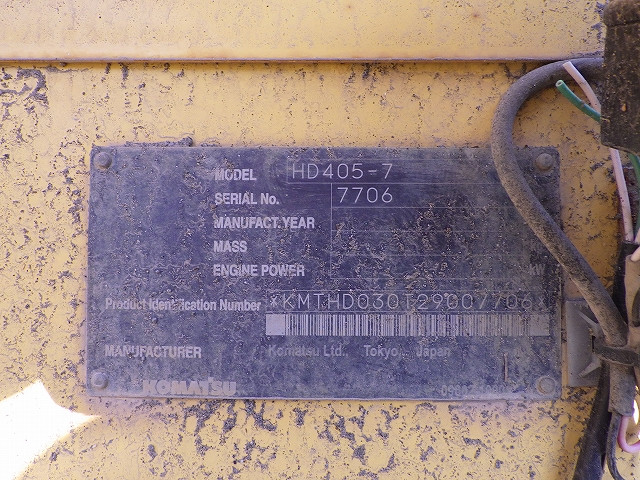 MODEL HD405-7
SERIAL No. 7706
MANUFACT.YEAR
MASS
ENGINE POWER kW
Product Identification Number *KMTHD030T29007706*
MANUFACTURER Komatsu Ltd., Tokyo, Japan
KOMATSU